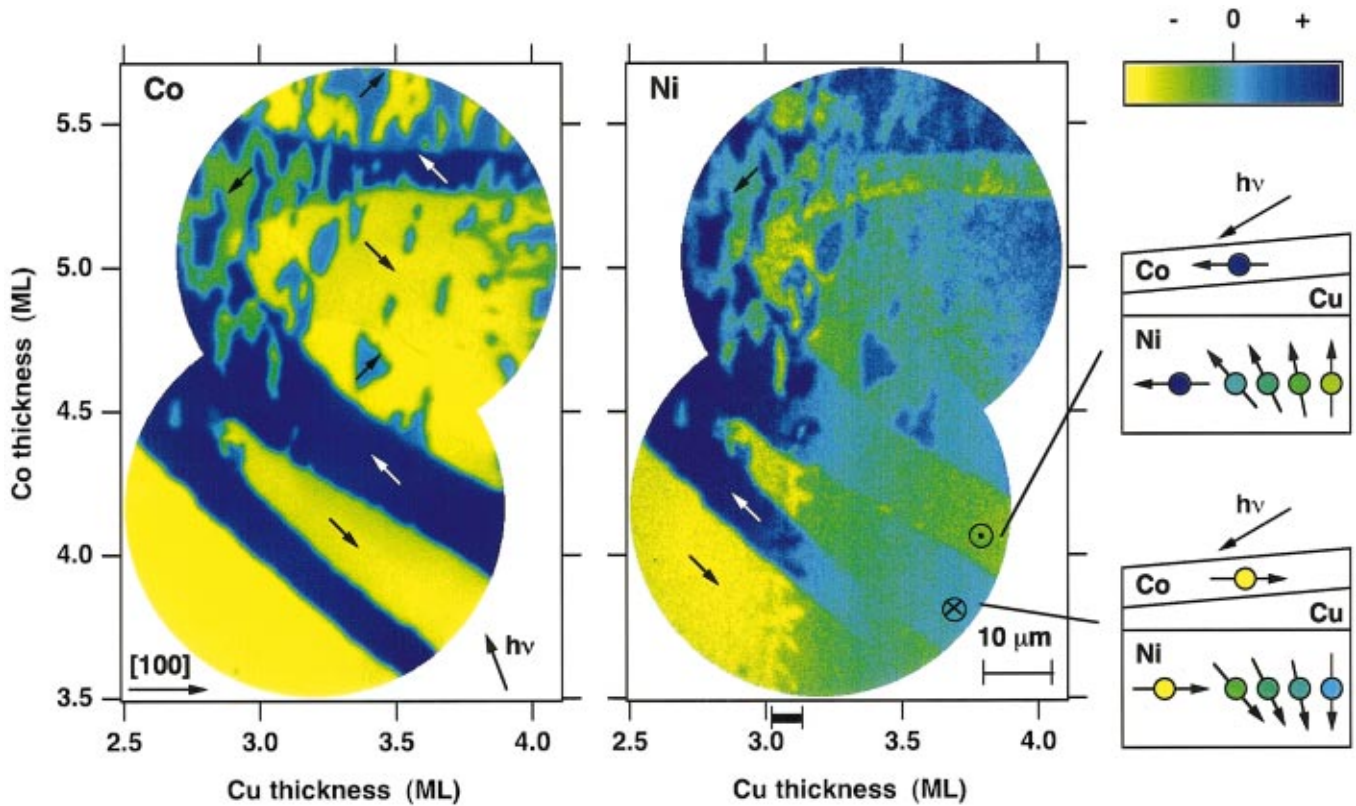 - 0 +
Co
Ni
5.5
5.0
4.5
4.0
3.5
Co thickness (ML)
[100]
hν
10 μm
2.5 3.0 3.5 4.0
Cu thickness (ML)
2.5 3.0 3.5 4.0
Cu thickness (ML)
hν
Co
Cu
Ni
hν
Co
Cu
Ni